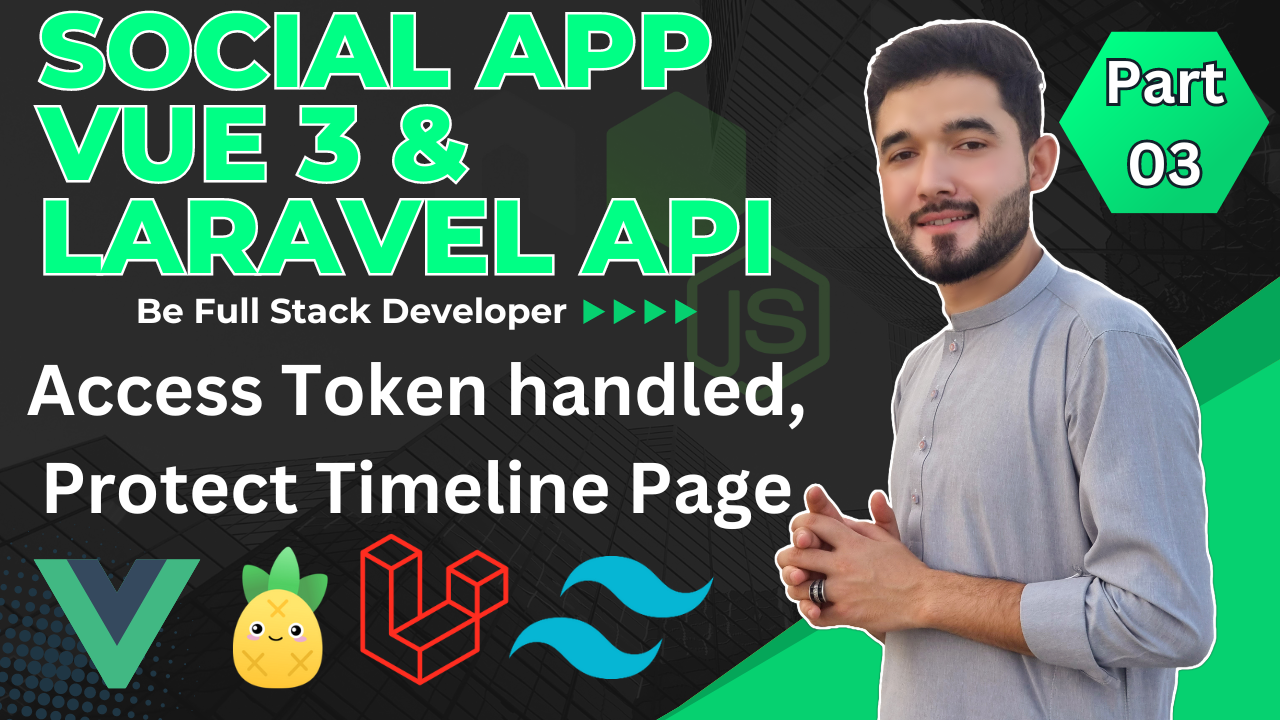 SOCIAL APP
VUE 3 &
LARAVEL API
Be Full Stack Developer
Access Token handled,
Protect Timeline Page
Part
03
JS